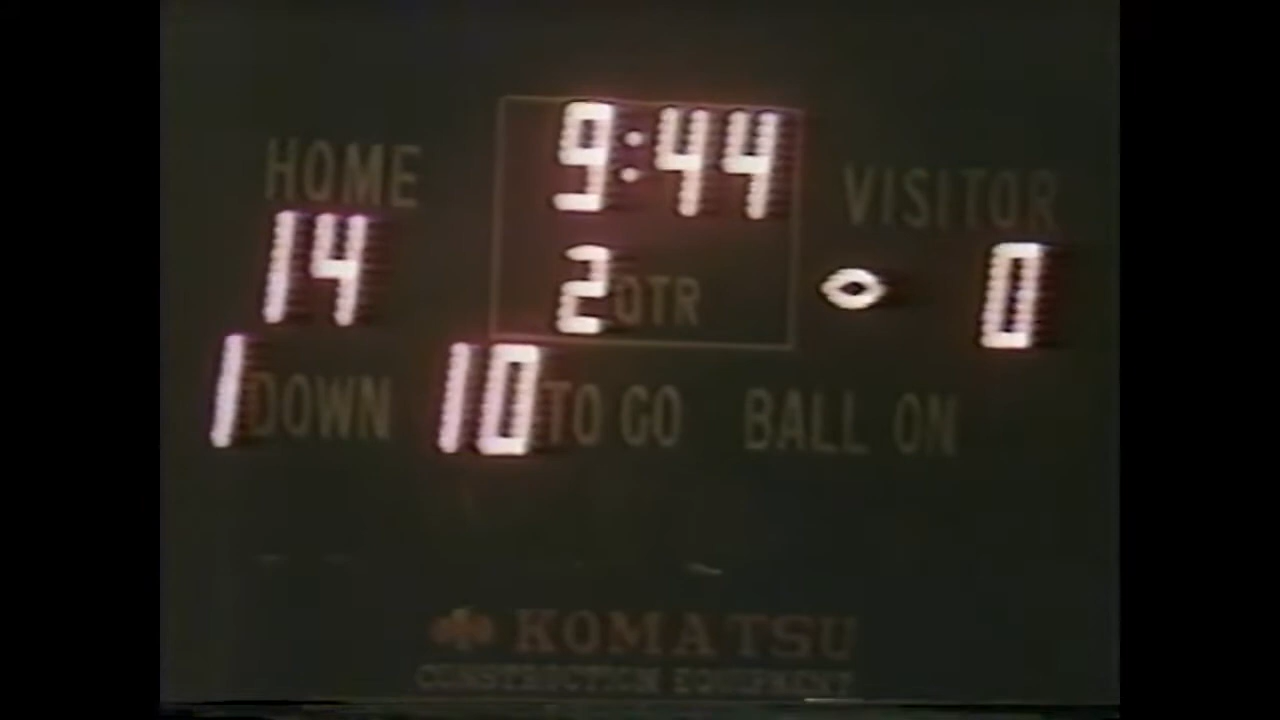 9:44
HOME VISITOR
14 2 QTR 0
1 DOWN 10 TO GO BALL ON
KOMATSU
CONSTRUCTION EQUIPMENT